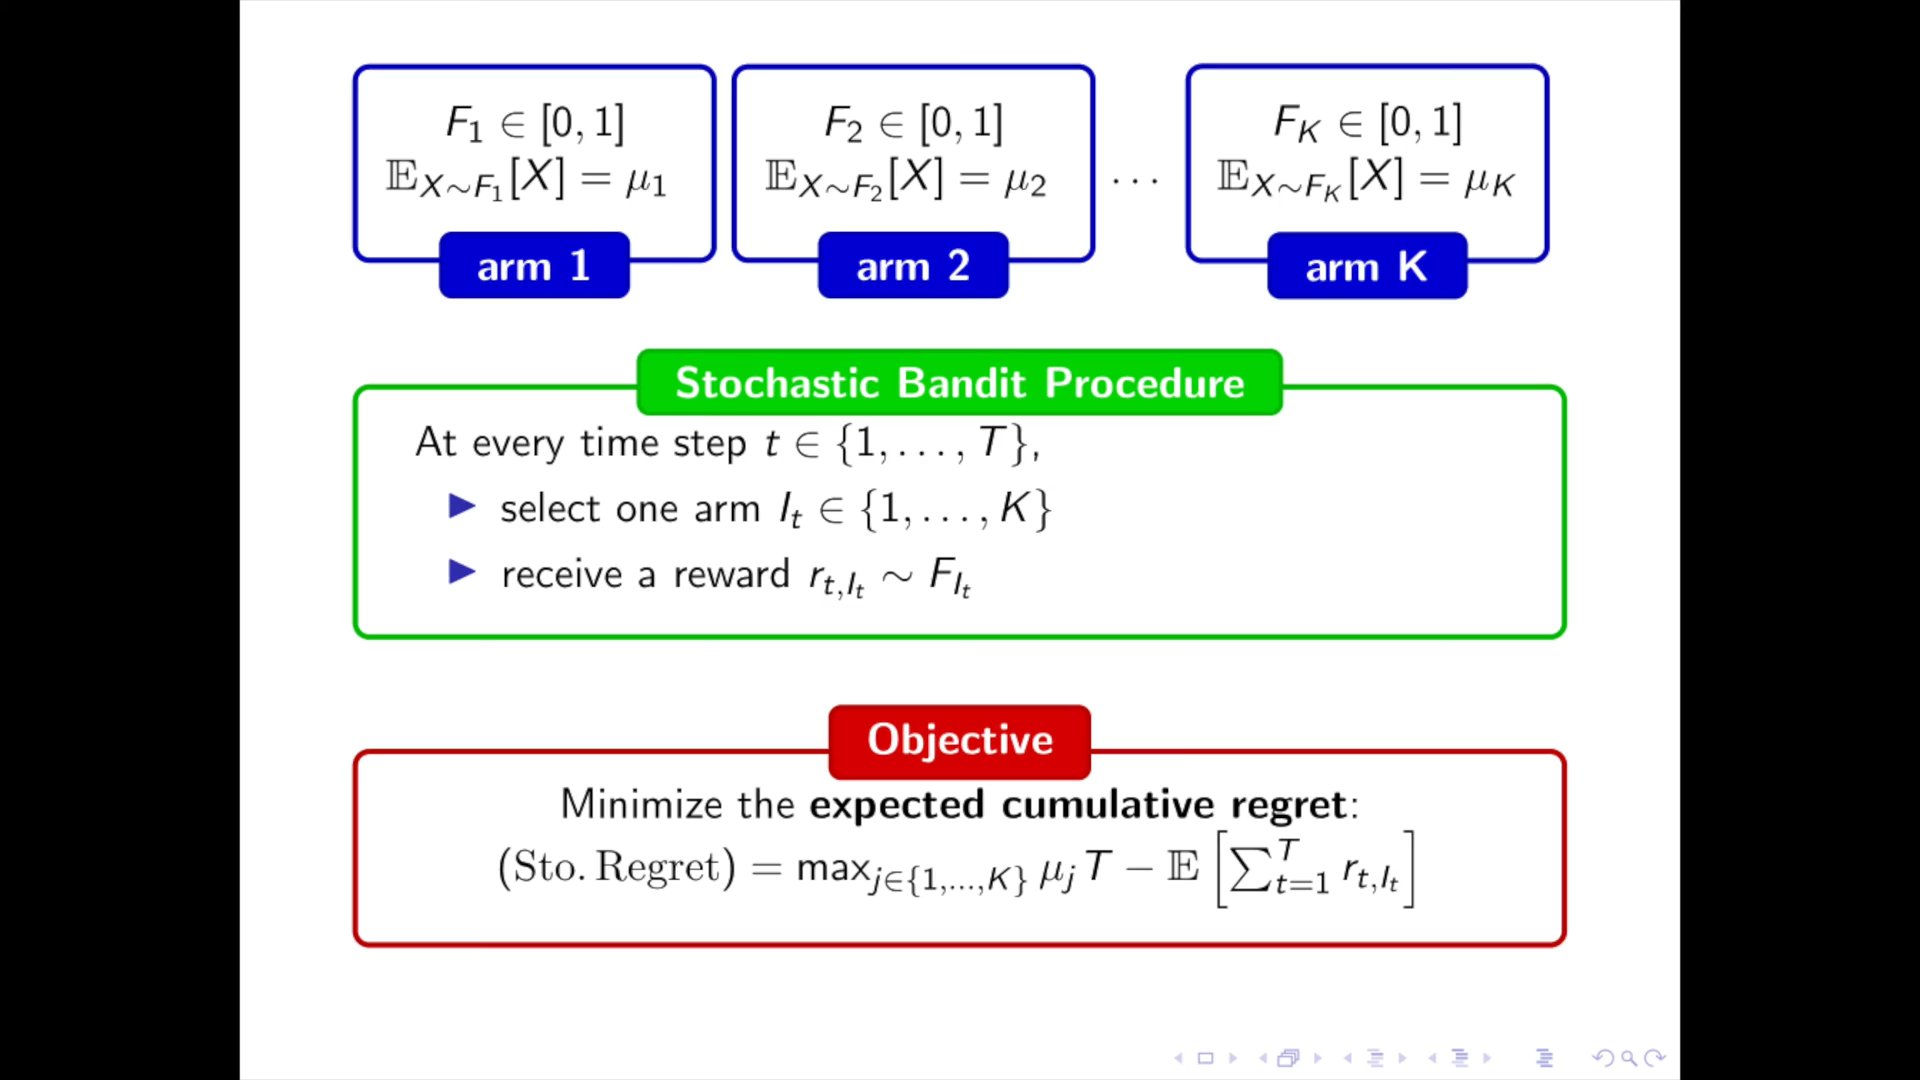 F₁ ∈ [0, 1]
𝔼_{X∼F₁}[X] = μ₁
arm 1
F₂ ∈ [0, 1]
𝔼_{X∼F₂}[X] = μ₂
arm 2
· · ·
F_K ∈ [0, 1]
𝔼_{X∼F_K}[X] = μ_K
arm K
Stochastic Bandit Procedure
At every time step t ∈ {1, . . . , T},
▶ select one arm I_t ∈ {1, . . . , K}
▶ receive a reward r_{t,I_t} ∼ F_{I_t}
Objective
Minimize the expected cumulative regret:
(Sto. Regret) = max_{j∈{1,...,K}} μ_j T − 𝔼 [∑_{t=1}^{T} r_{t,I_t}]